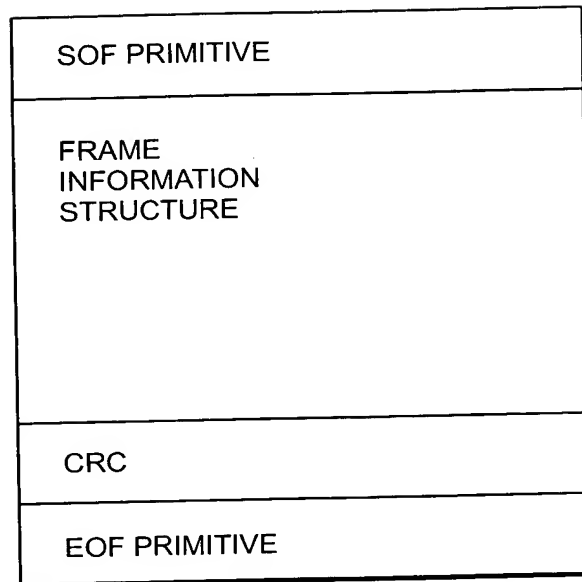 SOF PRIMITIVE
FRAME
INFORMATION
STRUCTURE
CRC
EOF PRIMITIVE